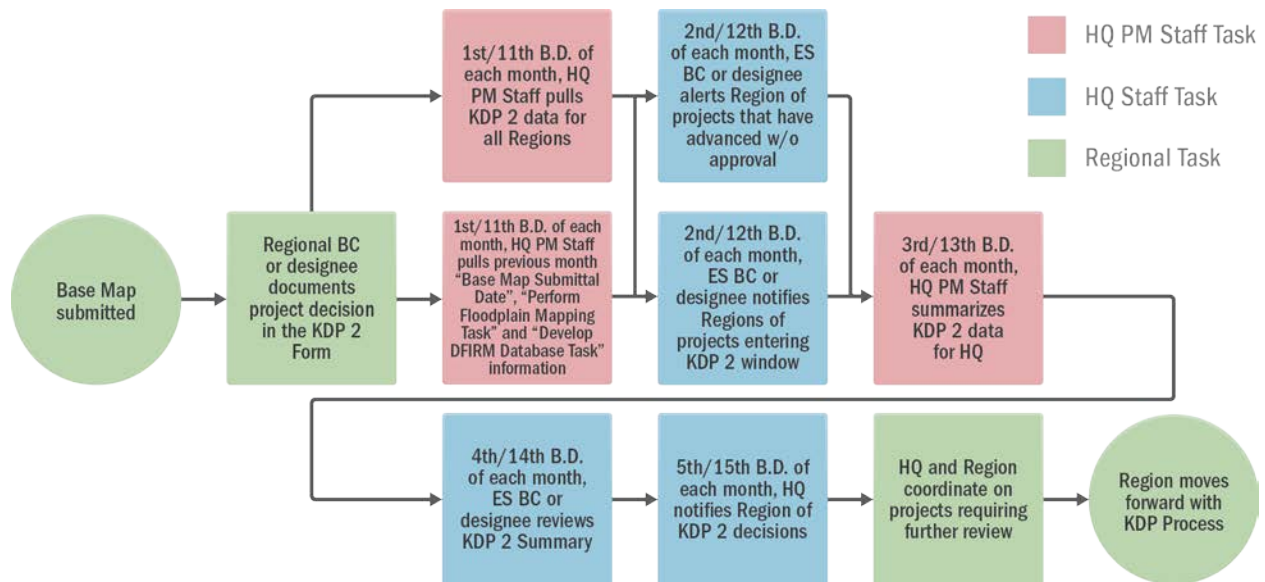 1st/11th B.D. of
each month, HQ
PM Staff pulls
KDP 2 data for
all Regions
2nd/12th B.D.
of each month, ES
BC or designee
alerts Region of
projects that have
advanced w/o
approval
HQ PM Staff Task
HQ Staff Task
Regional Task
Base Map
submitted
Regional BC
or designee
documents
project decision
in the KDP 2
Form
1st/11th B.D. of each
month, HQ PM Staff
pulls previous month
“Base Map Submittal
Date”, “Perform
Floodplain Mapping
Task” and “Develop
DFIRM Database Task”
information
2nd/12th B.D.
of each month,
ES BC or
designee notifies
Regions of
projects entering
KDP 2 window
3rd/13th B.D.
of each month,
HQ PM Staff
summarizes
KDP 2 data
for HQ
4th/14th B.D.
of each month,
ES BC or
designee reviews
KDP 2 Summary
5th/15th B.D. of
each month, HQ
notifies Region of
KDP 2 decisions
HQ and Region
coordinate on
projects requiring
further review
Region moves
forward with
KDP Process